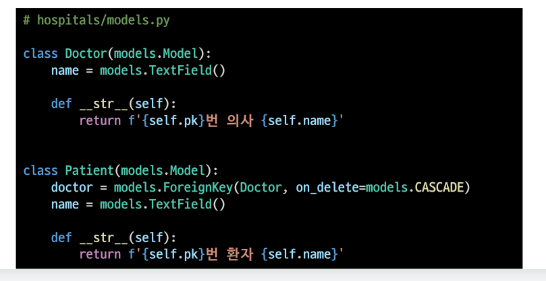 # hospitals/models.py
class Doctor(models.Model):
    name = models.TextField()
    def __str__(self):
        return f'{self.pk}번 의사 {self.name}'
class Patient(models.Model):
    doctor = models.ForeignKey(Doctor, on_delete=models.CASCADE)
    name = models.TextField()
    def __str__(self):
        return f'{self.pk}번 환자 {self.name}'